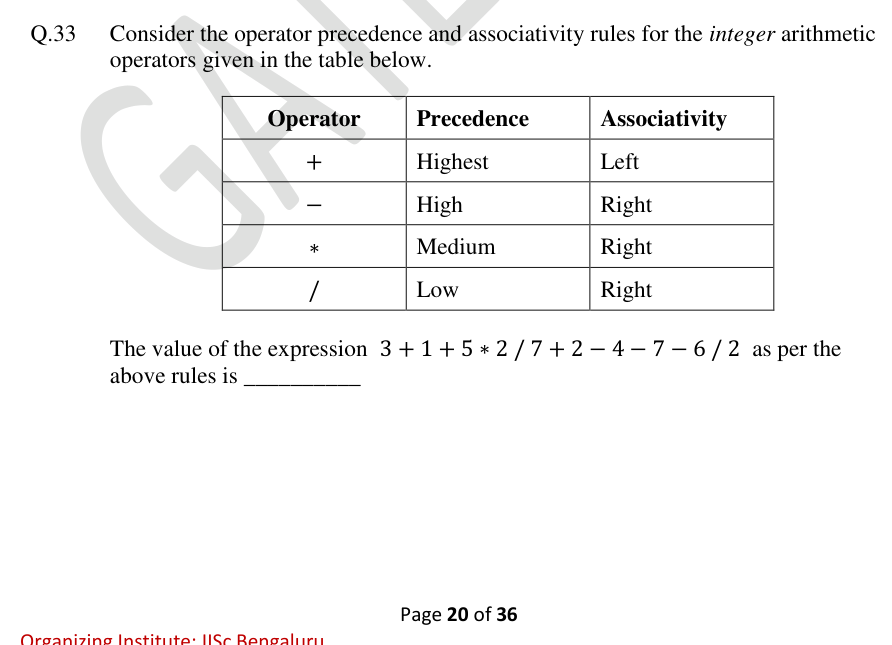 Q.33 Consider the operator precedence and associativity rules for the integer arithmetic
operators given in the table below.
Operator Precedence Associativity
+ Highest Left
− High Right
* Medium Right
/ Low Right
The value of the expression 3 + 1 + 5 ∗ 2 / 7 + 2 − 4 − 7 − 6 / 2 as per the
above rules is __________
Page 20 of 36
Organizing Institute: IISc Bengaluru